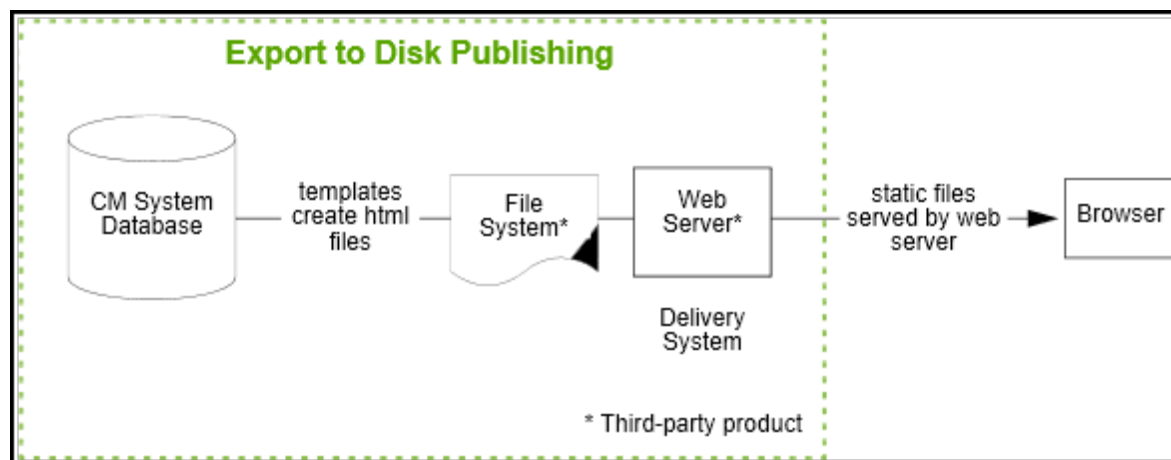 Export to Disk Publishing
CM System
Database
templates
create html
files
File
System*
Web
Server*
static files
served by web
server
Browser
Delivery
System
* Third-party product